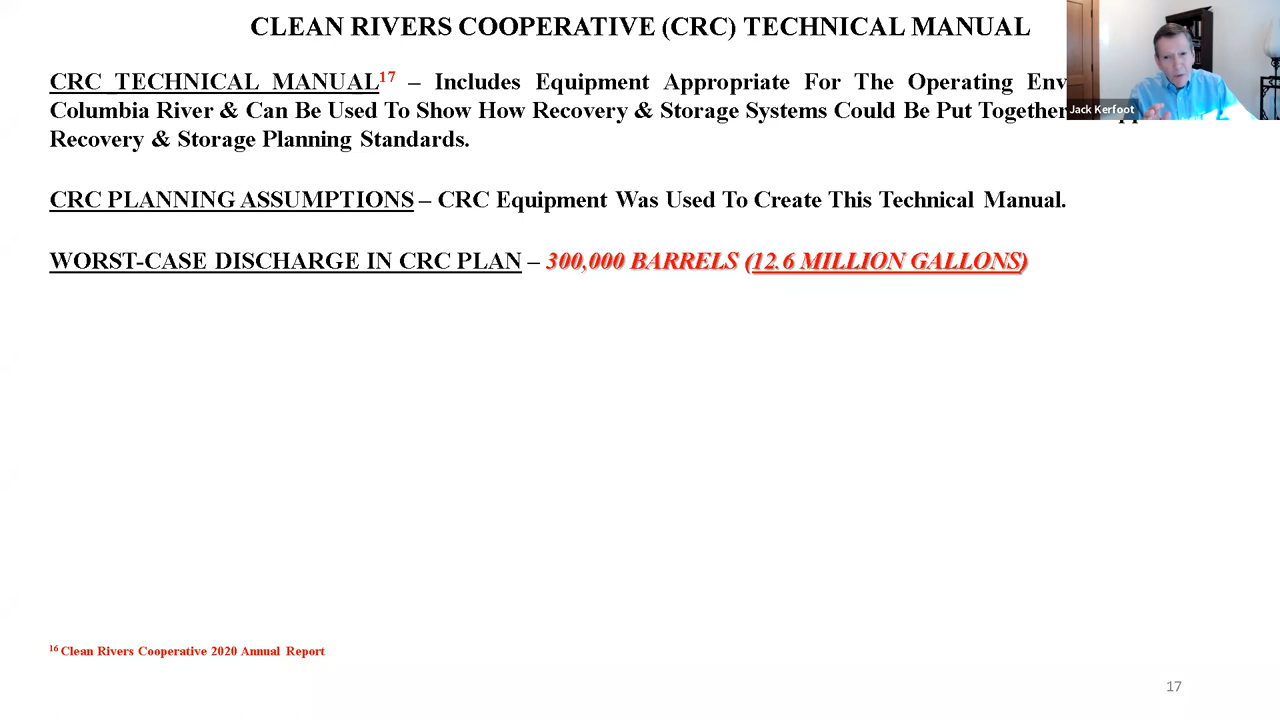 CLEAN RIVERS COOPERATIVE (CRC) TECHNICAL MANUAL
CRC TECHNICAL MANUAL17 – Includes Equipment Appropriate For The Operating
Columbia River & Can Be Used To Show How Recovery & Storage Systems Could Be Put Together
Recovery & Storage Planning Standards.
CRC PLANNING ASSUMPTIONS – CRC Equipment Was Used To Create This Technical Manual.
WORST-CASE DISCHARGE IN CRC PLAN – 300,000 BARRELS (12.6 MILLION GALLONS)
16 Clean Rivers Cooperative 2020 Annual Report
17
Jack Kerfoot